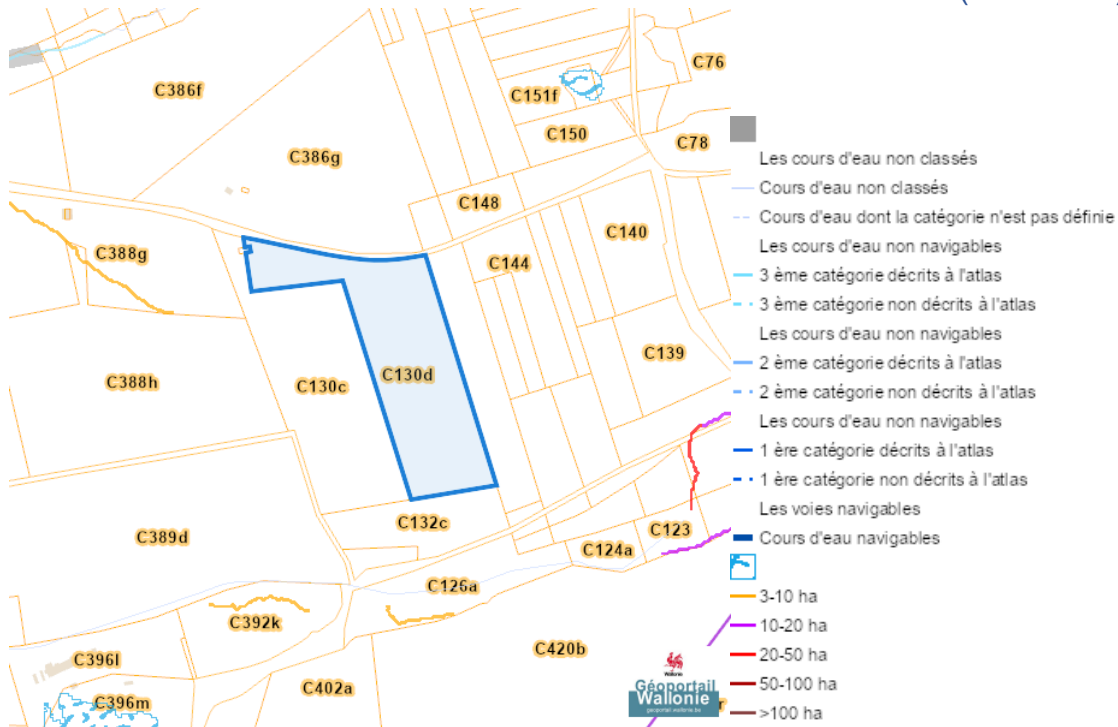 C386f
C76
C151f
C150
C78
C386g
C148
C140
C388g
C144
C388h
C130c
C130d
C139
C132c
C123
C389d
C124a
C125a
C392k
C420b
C396l
C402a
C396m
Les cours d'eau non classés
Cours d'eau non classés
Cours d'eau dont la catégorie n'est pas définie
Les cours d'eau non navigables
3 ème catégorie décrits à l'atlas
3 ème catégorie non décrits à l'atlas
Les cours d'eau non navigables
2 ème catégorie décrits à l'atlas
2 ème catégorie non décrits à l'atlas
Les cours d'eau non navigables
1 ère catégorie décrits à l'atlas
1 ère catégorie non décrits à l'atlas
Les voies navigables
Cours d'eau navigables
3-10 ha
10-20 ha
20-50 ha
50-100 ha
>100 ha
Wallonie
Géoportail
Wallonie
geoportail.wallonie.be